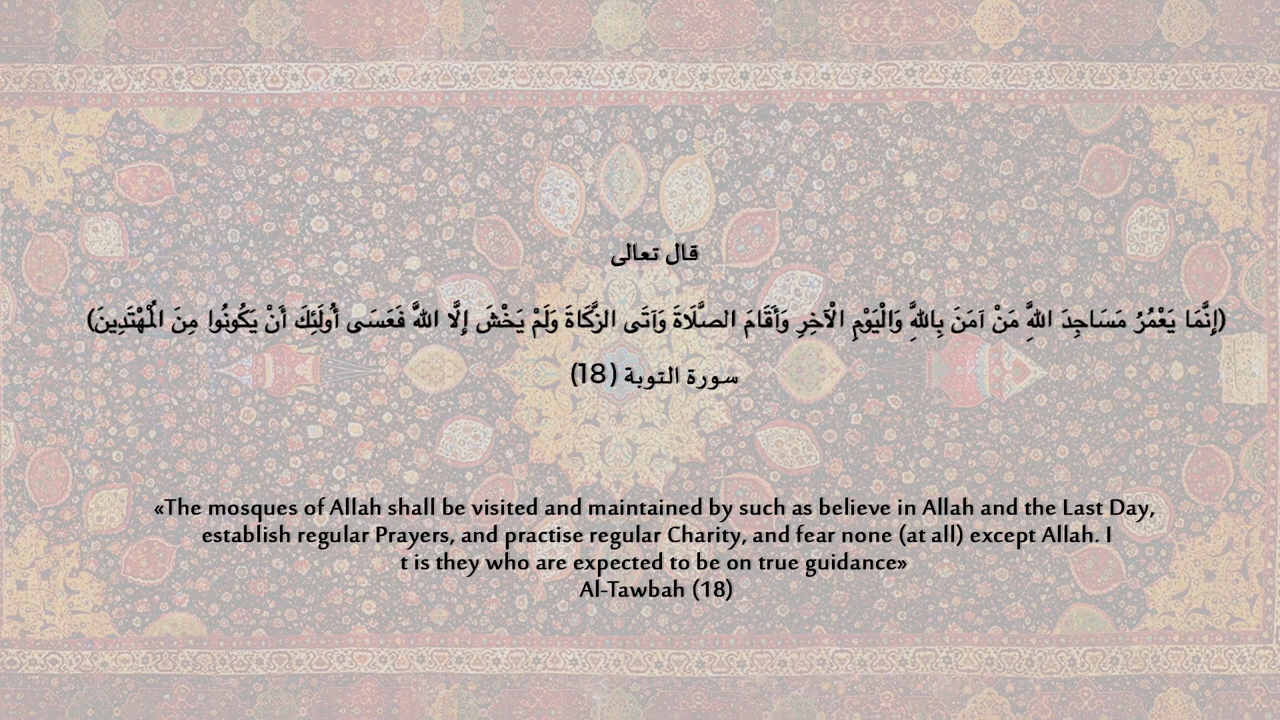 قال تعالى
(إِنَّمَا يَعْمُرُ مَسَاجِدَ اللَّهِ مَنْ آمَنَ بِاللَّهِ وَالْيَوْمِ الْآخِرِ وَأَقَامَ الصَّلَاةَ وَآتَى الزَّكَاةَ وَلَمْ يَخْشَ إِلَّا اللَّهَ فَعَسَى أُولَئِكَ أَنْ يَكُونُوا مِنَ الْمُهْتَدِينَ)
سورة التوبة (18)
«The mosques of Allah shall be visited and maintained by such as believe in Allah and the Last Day,
establish regular Prayers, and practise regular Charity, and fear none (at all) except Allah. I
t is they who are expected to be on true guidance»
Al-Tawbah (18)